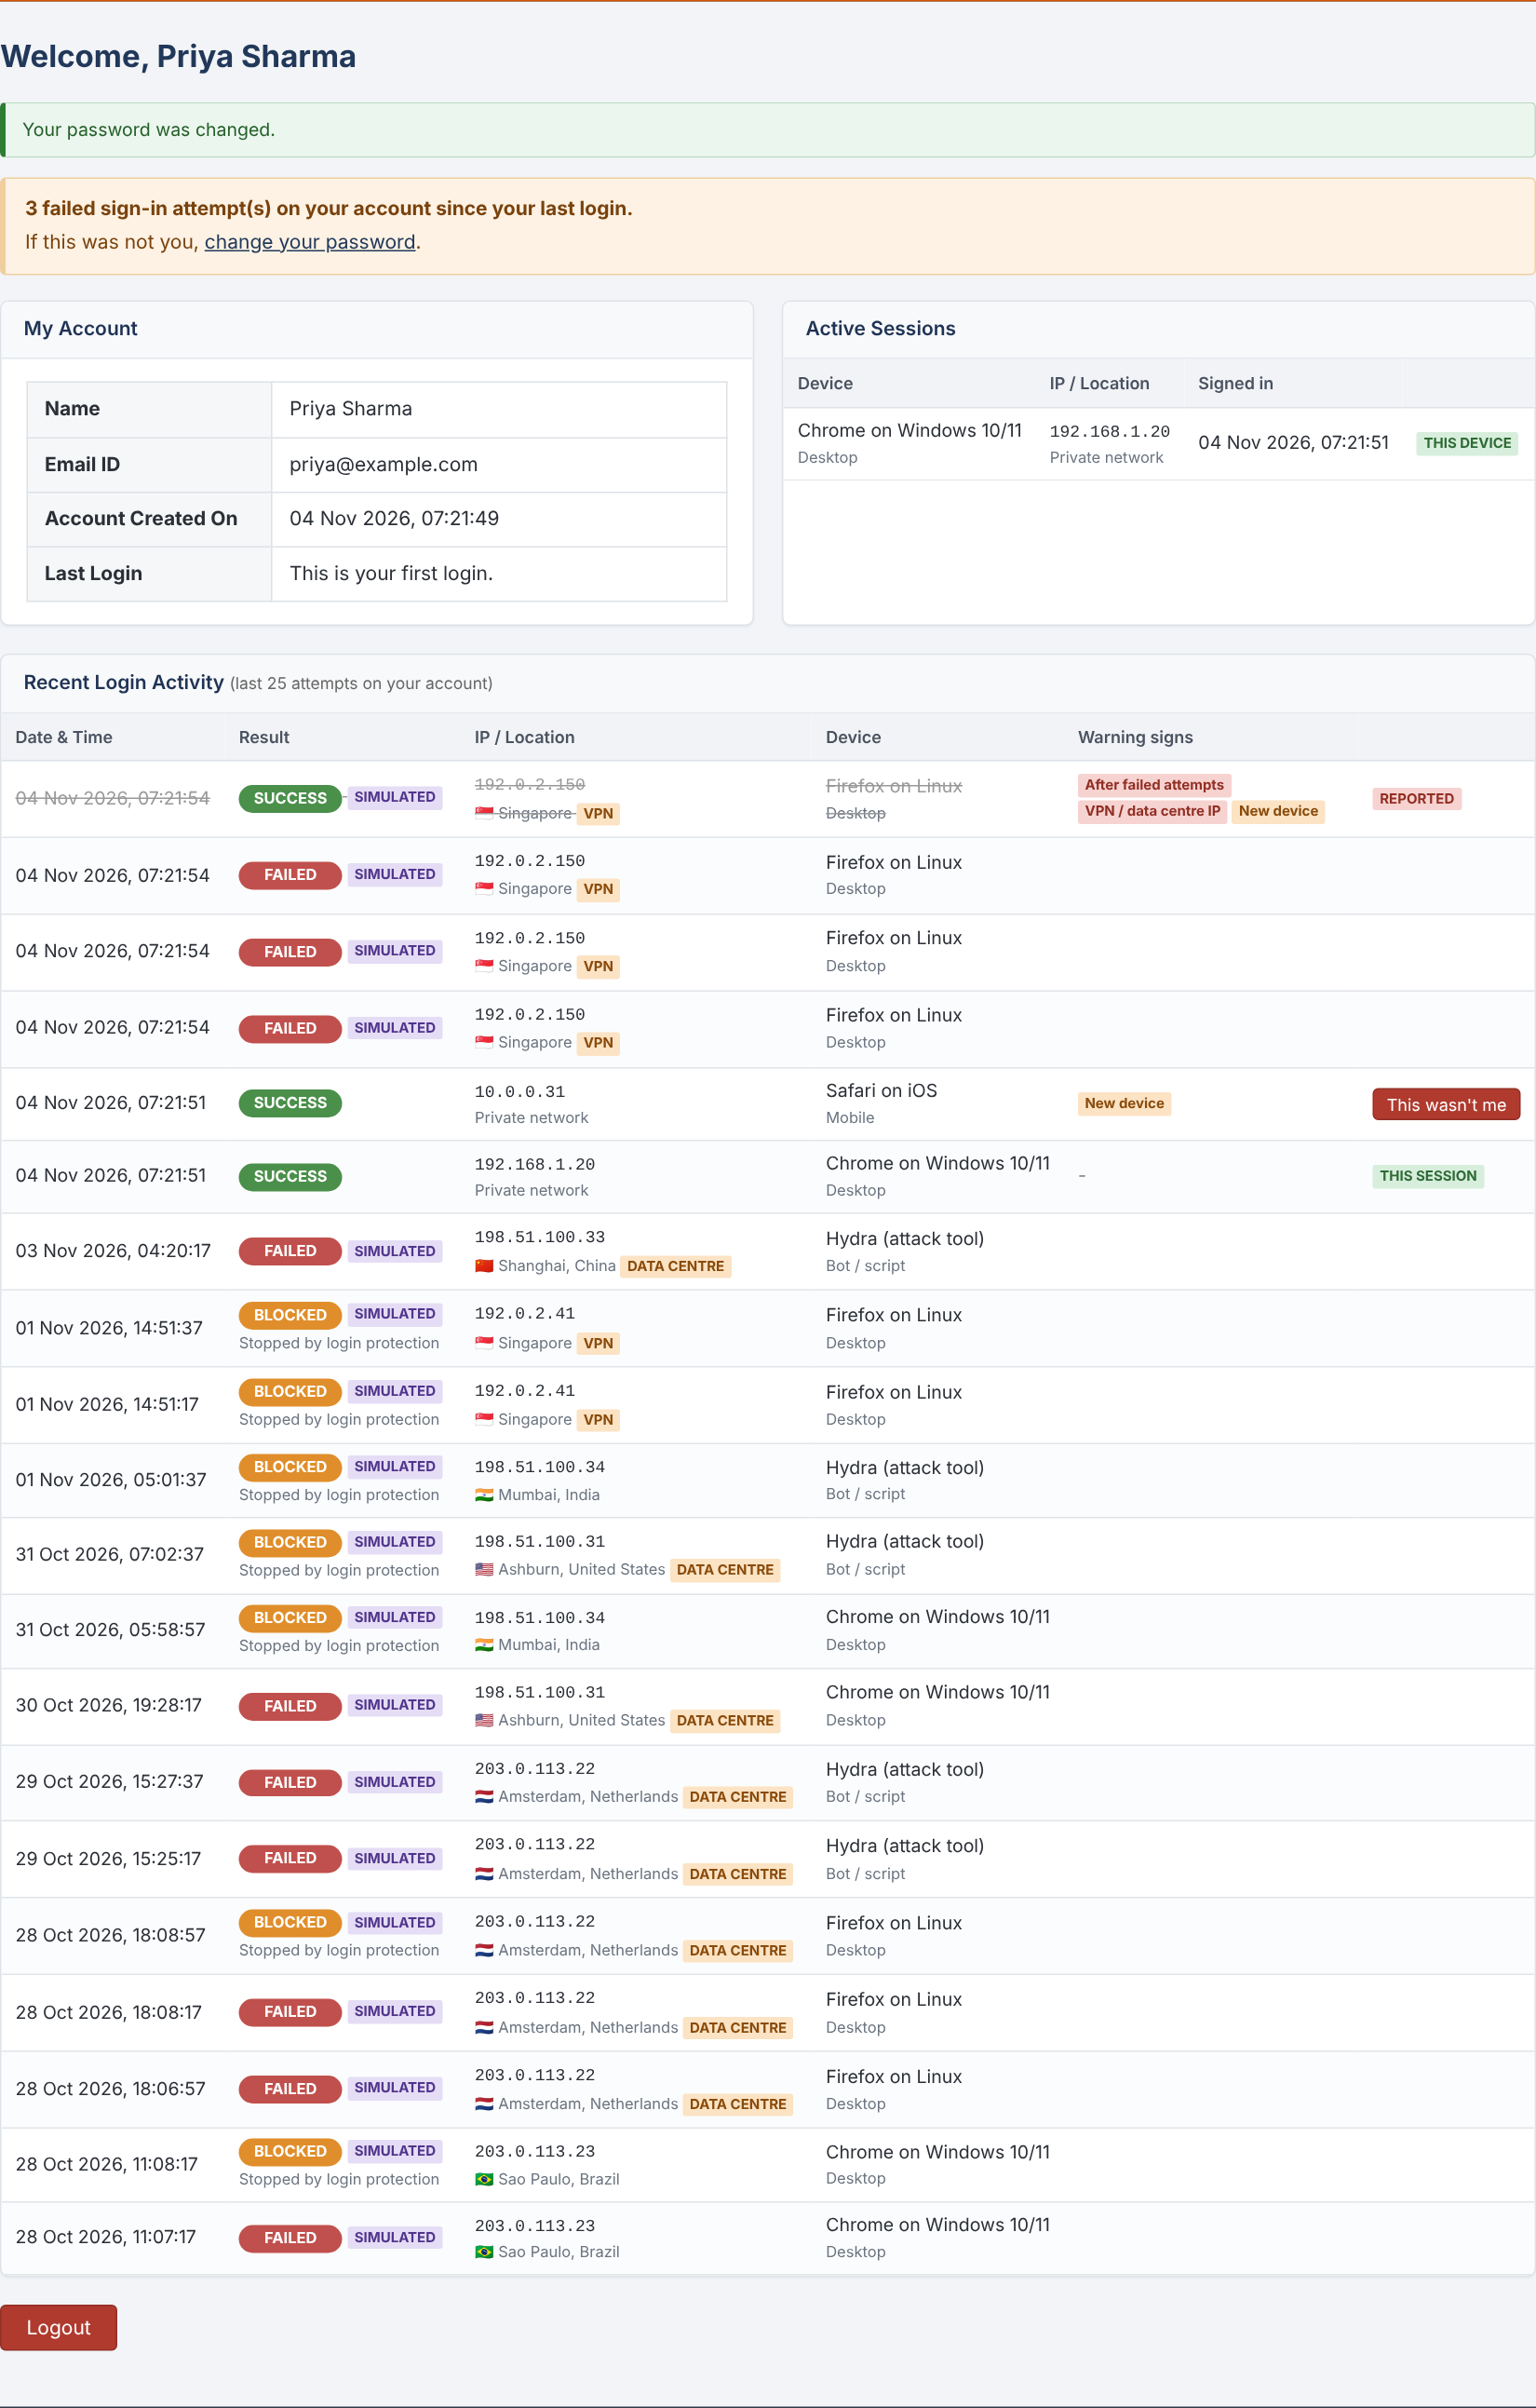 Welcome, Priya Sharma
Your password was changed.
3 failed sign-in attempt(s) on your account since your last login.
If this was not you, change your password.
My Account
Name Priya Sharma
Email ID priya@example.com
Account Created On 04 Nov 2026, 07:21:49
Last Login This is your first login.
Active Sessions
Device IP / Location Signed in
Chrome on Windows 10/11 192.168.1.20 04 Nov 2026, 07:21:51 THIS DEVICE
Desktop Private network
Recent Login Activity (last 25 attempts on your account)
Date & Time Result IP / Location Device Warning signs
04 Nov 2026, 07:21:54 SUCCESS SIMULATED 192.0.2.150 Firefox on Linux After failed attempts REPORTED
Singapore VPN Desktop VPN / data centre IP New device
04 Nov 2026, 07:21:54 FAILED SIMULATED 192.0.2.150 Firefox on Linux
Singapore VPN Desktop
04 Nov 2026, 07:21:54 FAILED SIMULATED 192.0.2.150 Firefox on Linux
Singapore VPN Desktop
04 Nov 2026, 07:21:54 FAILED SIMULATED 192.0.2.150 Firefox on Linux
Singapore VPN Desktop
04 Nov 2026, 07:21:51 SUCCESS 10.0.0.31 Safari on iOS New device This wasn't me
Private network Mobile
04 Nov 2026, 07:21:51 SUCCESS 192.168.1.20 Chrome on Windows 10/11 - THIS SESSION
Private network Desktop
03 Nov 2026, 04:20:17 FAILED SIMULATED 198.51.100.33 Hydra (attack tool)
Shanghai, China DATA CENTRE Bot / script
01 Nov 2026, 14:51:37 BLOCKED SIMULATED 192.0.2.41 Firefox on Linux
Stopped by login protection Singapore VPN Desktop
01 Nov 2026, 14:51:17 BLOCKED SIMULATED 192.0.2.41 Firefox on Linux
Stopped by login protection Singapore VPN Desktop
01 Nov 2026, 05:01:37 BLOCKED SIMULATED 198.51.100.34 Hydra (attack tool)
Stopped by login protection Mumbai, India Bot / script
31 Oct 2026, 07:02:37 BLOCKED SIMULATED 198.51.100.31 Hydra (attack tool)
Stopped by login protection Ashburn, United States DATA CENTRE Bot / script
31 Oct 2026, 05:58:57 BLOCKED SIMULATED 198.51.100.34 Chrome on Windows 10/11
Stopped by login protection Mumbai, India Desktop
30 Oct 2026, 19:28:17 FAILED SIMULATED 198.51.100.31 Chrome on Windows 10/11
Ashburn, United States DATA CENTRE Desktop
29 Oct 2026, 15:27:37 FAILED SIMULATED 203.0.113.22 Hydra (attack tool)
Amsterdam, Netherlands DATA CENTRE Bot / script
29 Oct 2026, 15:25:17 FAILED SIMULATED 203.0.113.22 Hydra (attack tool)
Amsterdam, Netherlands DATA CENTRE Bot / script
28 Oct 2026, 18:08:57 BLOCKED SIMULATED 203.0.113.22 Firefox on Linux
Stopped by login protection Amsterdam, Netherlands DATA CENTRE Desktop
28 Oct 2026, 18:08:17 FAILED SIMULATED 203.0.113.22 Firefox on Linux
Amsterdam, Netherlands DATA CENTRE Desktop
28 Oct 2026, 18:06:57 FAILED SIMULATED 203.0.113.22 Firefox on Linux
Amsterdam, Netherlands DATA CENTRE Desktop
28 Oct 2026, 11:08:17 BLOCKED SIMULATED 203.0.113.23 Chrome on Windows 10/11
Stopped by login protection Sao Paulo, Brazil Desktop
28 Oct 2026, 11:07:17 FAILED SIMULATED 203.0.113.23 Chrome on Windows 10/11
Sao Paulo, Brazil Desktop
Logout